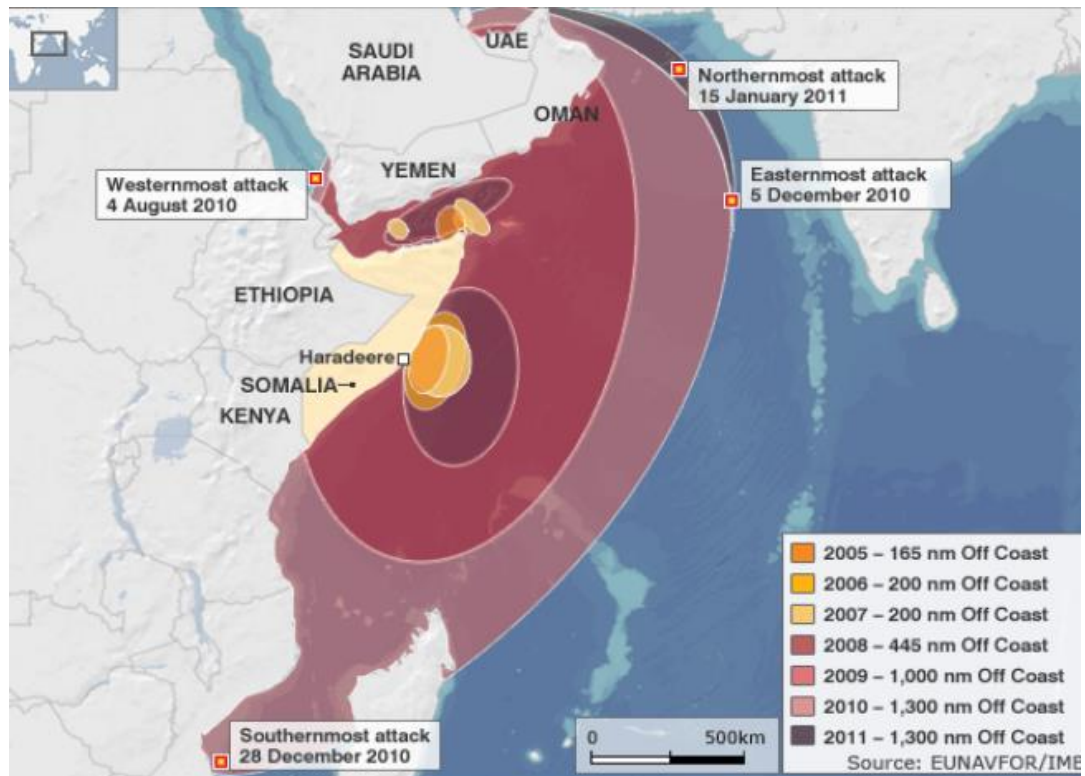 SAUDI
ARABIA
UAE
OMAN
YEMEN
Northernmost attack
15 January 2011
Westernmost attack
4 August 2010
Easternmost attack
5 December 2010
ETHIOPIA
Haradeere
SOMALIA
KENYA
2005 – 165 nm Off Coast
2006 – 200 nm Off Coast
2007 – 200 nm Off Coast
2008 – 445 nm Off Coast
2009 – 1,000 nm Off Coast
2010 – 1,300 nm Off Coast
2011 – 1,300 nm Off Coast
Southernmost attack
28 December 2010
0 500km
Source: EUNAVFOR/IMB